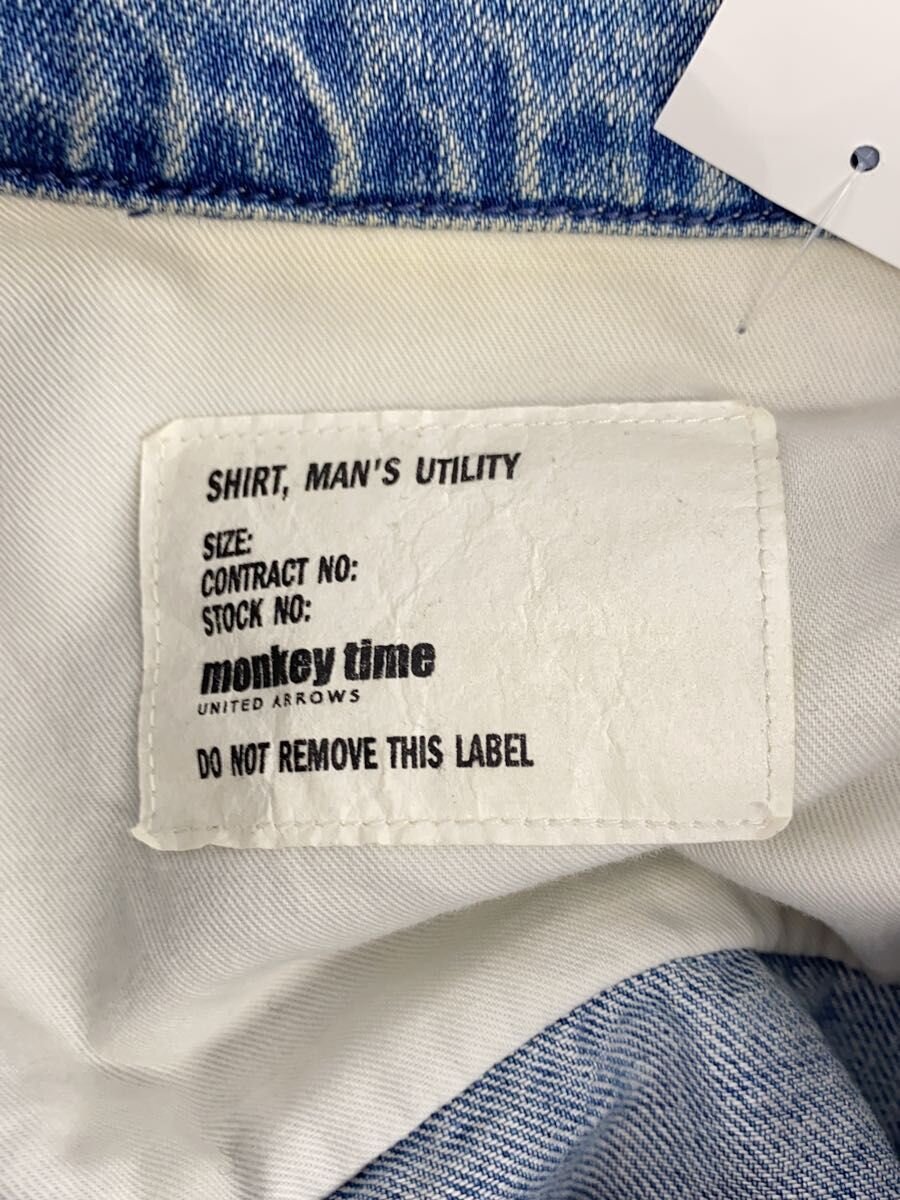 SHIRT, MAN'S UTILITY
SIZE:
CONTRACT NO:
STOCK NO:
monkey time
UNITED ARROWS
DO NOT REMOVE THIS LABEL